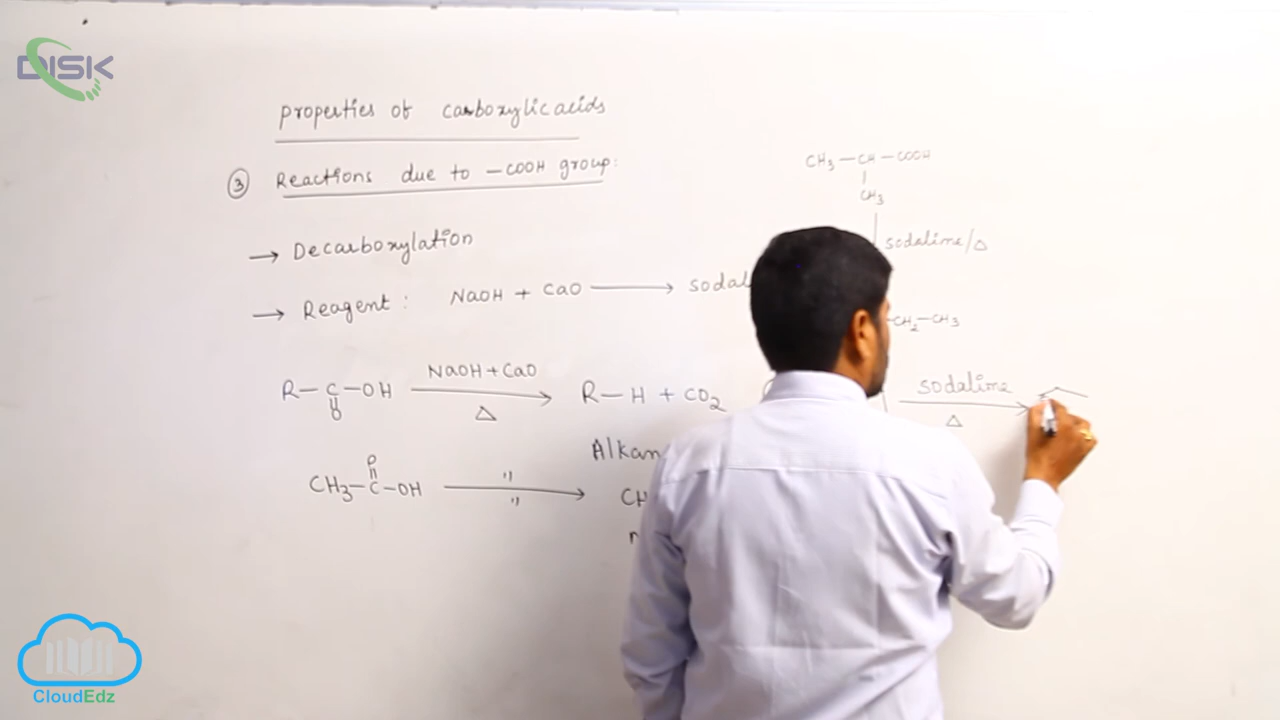 DISK
properties of carboxylic acids
③ Reactions due to –COOH group:
→ Decarboxylation
→ Reagent: NaOH + CaO ⟶ sodal
R–C–OH NaOH+CaO ⟶ R–H + CO2
O △
Alkan
O
CH3–C–OH '' ⟶ CH
''
CH3–CH–COOH
|
CH3
sodalime/△
CH2–CH3
sodalime ⟶
△
CloudEdz